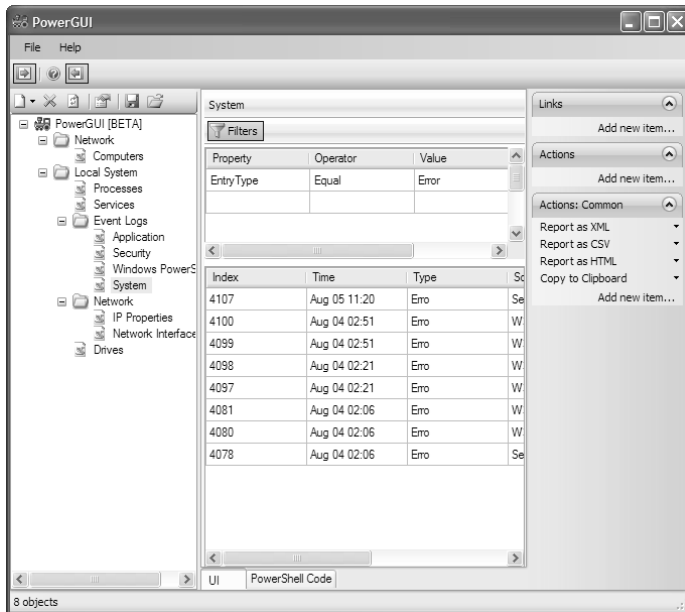 PowerGUI
File Help
PowerGUI [BETA]
Network
Computers
Local System
Processes
Services
Event Logs
Application
Security
Windows PowerS
System
Network
IP Properties
Network Interface
Drives
System
Filters
Property Operator Value
EntryType Equal Error
Index Time Type So
4107 Aug 05 11:20 Erro Se
4100 Aug 04 02:51 Erro W
4099 Aug 04 02:51 Erro W
4098 Aug 04 02:21 Erro W
4097 Aug 04 02:21 Erro W
4081 Aug 04 02:06 Erro W
4080 Aug 04 02:06 Erro W
4078 Aug 04 02:06 Erro Se
UI PowerShell Code
Links
Add new item...
Actions
Add new item...
Actions: Common
Report as XML
Report as CSV
Report as HTML
Copy to Clipboard
Add new item...
8 objects